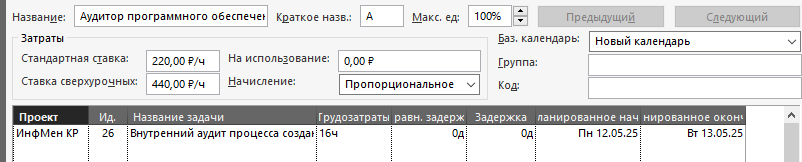 Название: Аудитор программного обеспечен Краткое назв.: А Макс. ед: 100% Предыдущий Следующий
Затраты Баз. календарь: Новый календарь
Стандартная ставка: 220,00 ₽/ч На использование: 0,00 ₽ Группа:
Ставка сверхурочных: 440,00 ₽/ч Начисление: Пропорциональное Код:
Проект Ид. Название задачи Грудозатраты равн. задерж Задержка ланированное нач нированное оконч
ИнфМен КР 26 Внутренний аудит процесса создан 16ч 0д 0д Пн 12.05.25 Вт 13.05.25